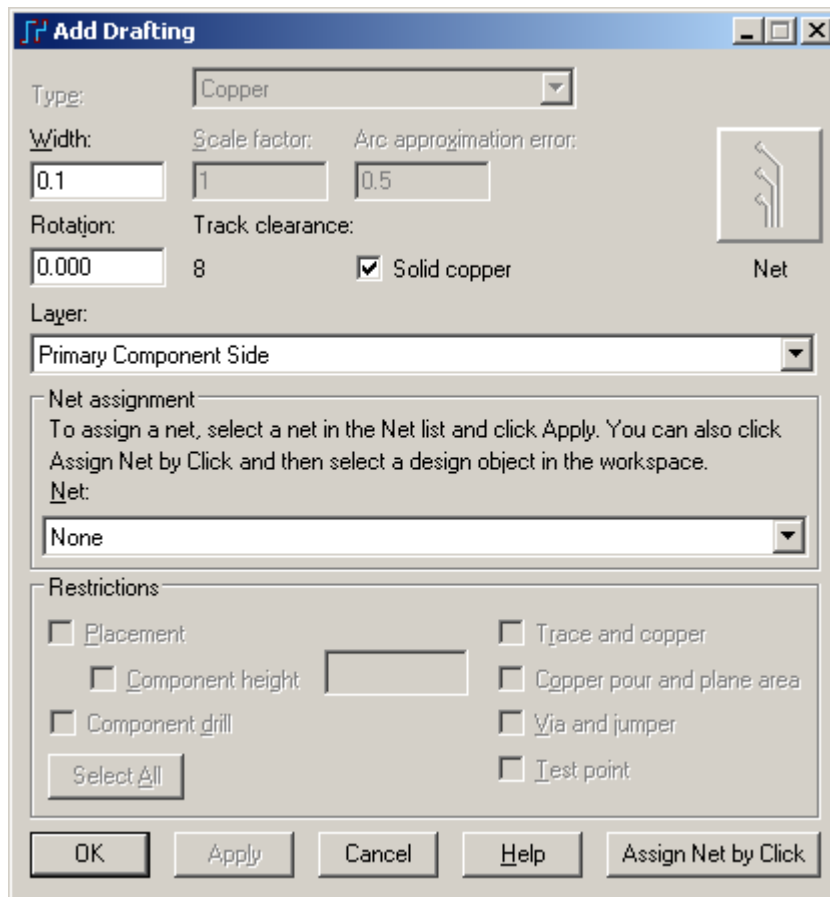 Add Drafting
Type:
Copper
Width:
Scale factor:
Arc approximation error:
0.1
1
0.5
Rotation:
Track clearance:
0.000
8
Solid copper
Net
Layer:
Primary Component Side
Net assignment
To assign a net, select a net in the Net list and click Apply. You can also click
Assign Net by Click and then select a design object in the workspace.
Net:
None
Restrictions
Placement
Trace and copper
Component height
Copper pour and plane area
Component drill
Via and jumper
Select All
Test point
OK
Apply
Cancel
Help
Assign Net by Click